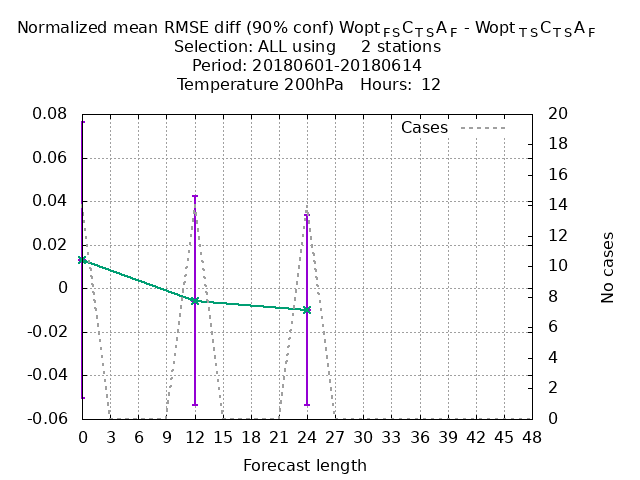 Normalized mean RMSE diff (90% conf) Wopt FS C TS A F - Wopt TS C TS A F
Selection: ALL using 2 stations
Period: 20180601-20180614
Temperature 200hPa Hours: 12
Cases
0.08
0.06
0.04
0.02
0
-0.02
-0.04
-0.06
20
18
16
14
12
10
8
6
4
2
0
No cases
0 3 6 9 12 15 18 21 24 27 30 33 36 39 42 45 48
Forecast length